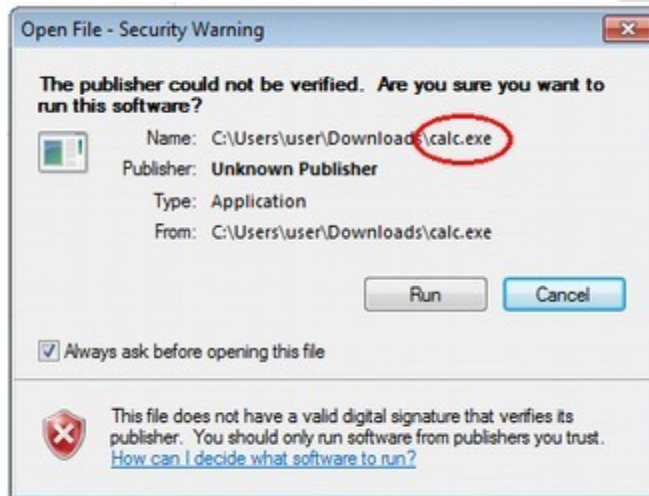 Open File - Security Warning
The publisher could not be verified. Are you sure you want to
run this software?
Name: C:\Users\user\Downloads\calc.exe
Publisher: Unknown Publisher
Type: Application
From: C:\Users\user\Downloads\calc.exe
Run Cancel
Always ask before opening this file
This file does not have a valid digital signature that verifies its
publisher. You should only run software from publishers you trust.
How can I decide what software to run?